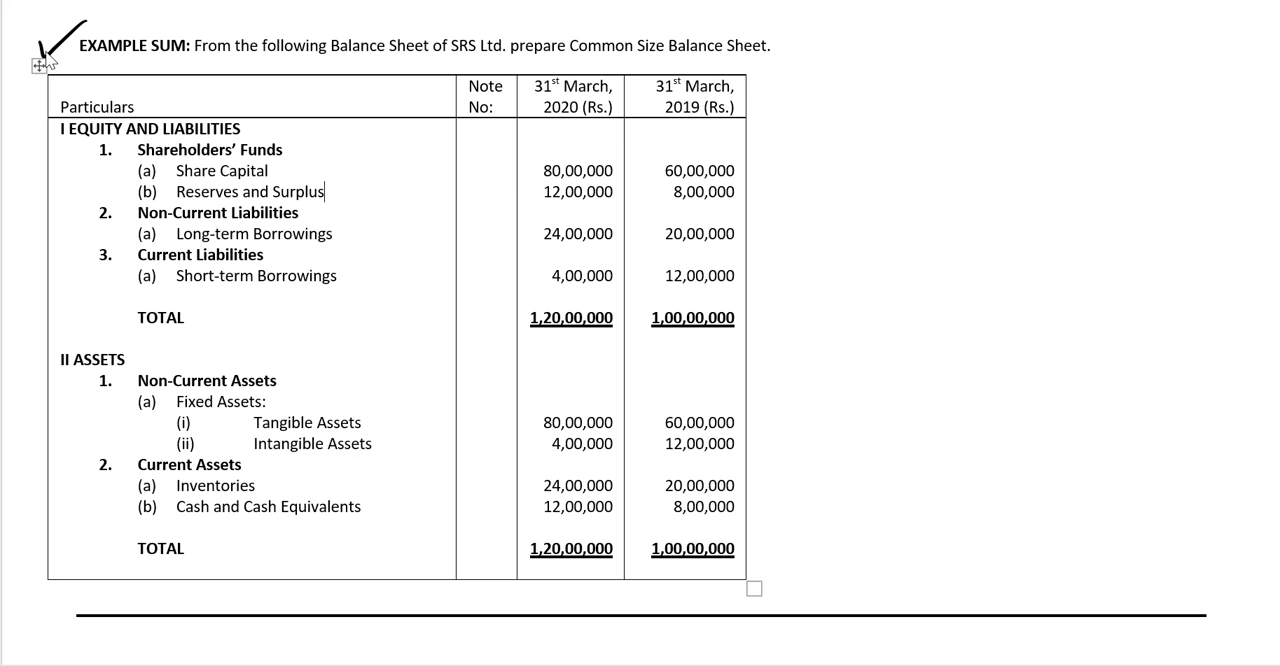 EXAMPLE SUM: From the following Balance Sheet of SRS Ltd. prepare Common Size Balance Sheet.
Particulars Note No: 31st March, 2020 (Rs.) 31st March, 2019 (Rs.)
I EQUITY AND LIABILITIES
1. Shareholders’ Funds
(a) Share Capital 80,00,000 60,00,000
(b) Reserves and Surplus 12,00,000 8,00,000
2. Non-Current Liabilities
(a) Long-term Borrowings 24,00,000 20,00,000
3. Current Liabilities
(a) Short-term Borrowings 4,00,000 12,00,000
TOTAL 1,20,00,000 1,00,00,000
II ASSETS
1. Non-Current Assets
(a) Fixed Assets:
(i) Tangible Assets 80,00,000 60,00,000
(ii) Intangible Assets 4,00,000 12,00,000
2. Current Assets
(a) Inventories 24,00,000 20,00,000
(b) Cash and Cash Equivalents 12,00,000 8,00,000
TOTAL 1,20,00,000 1,00,00,000